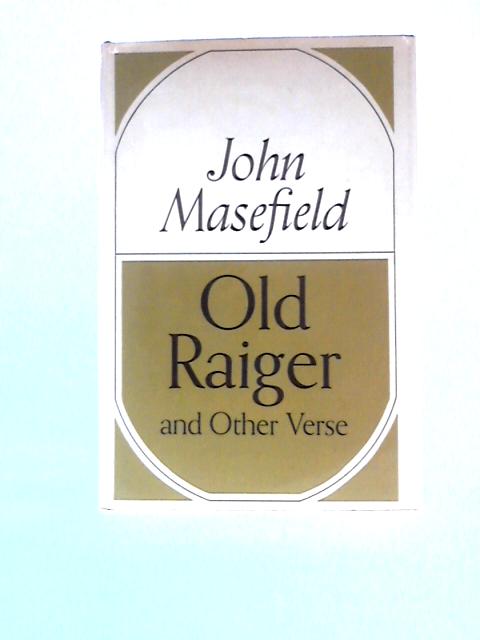 John
Masefield
Old
Raiger
and Other Verse